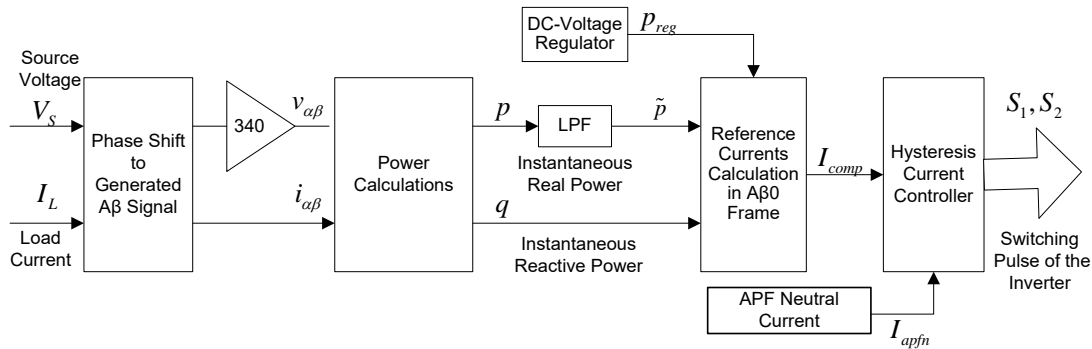 DC-Voltage
Regulator
p_reg
Source
Voltage
V_S
I_L
Load
Current
Phase Shift
to
Generated
Aβ Signal
340
v_αβ
i_αβ
Power
Calculations
p
LPF
p̃
Instantaneous
Real Power
q
Instantaneous
Reactive Power
Reference
Currents
Calculation
in Aβ0
Frame
I_comp
Hysteresis
Current
Controller
S_1, S_2
Switching
Pulse of the
Inverter
APF Neutral
Current
I_apfn